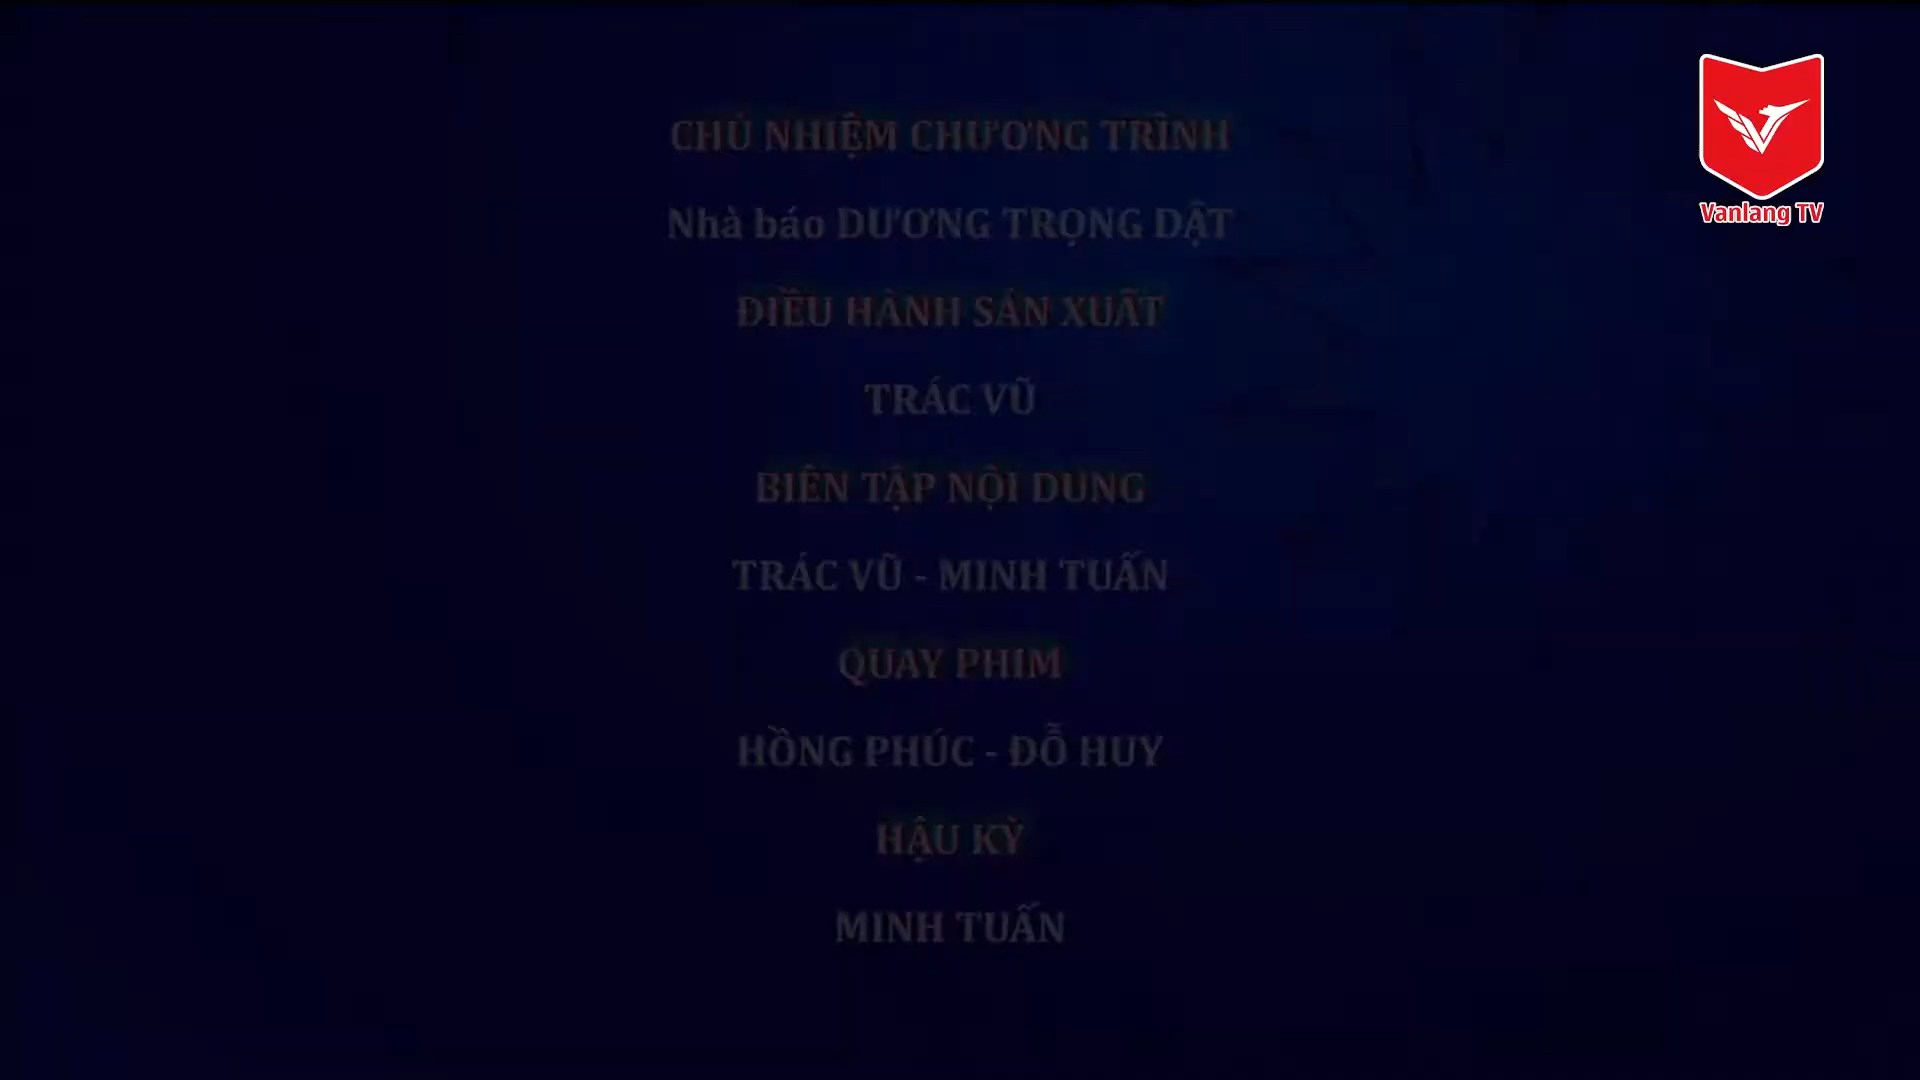 CHỦ NHIỆM CHƯƠNG TRÌNH
Nhà báo DƯƠNG TRỌNG DẬT
ĐIỀU HÀNH SẢN XUẤT
TRÁC VŨ
BIÊN TẬP NỘI DUNG
TRÁC VŨ - MINH TUẤN
QUAY PHIM
HỒNG PHÚC - ĐỖ HUY
HẬU KỲ
MINH TUẤN
Vanlang TV